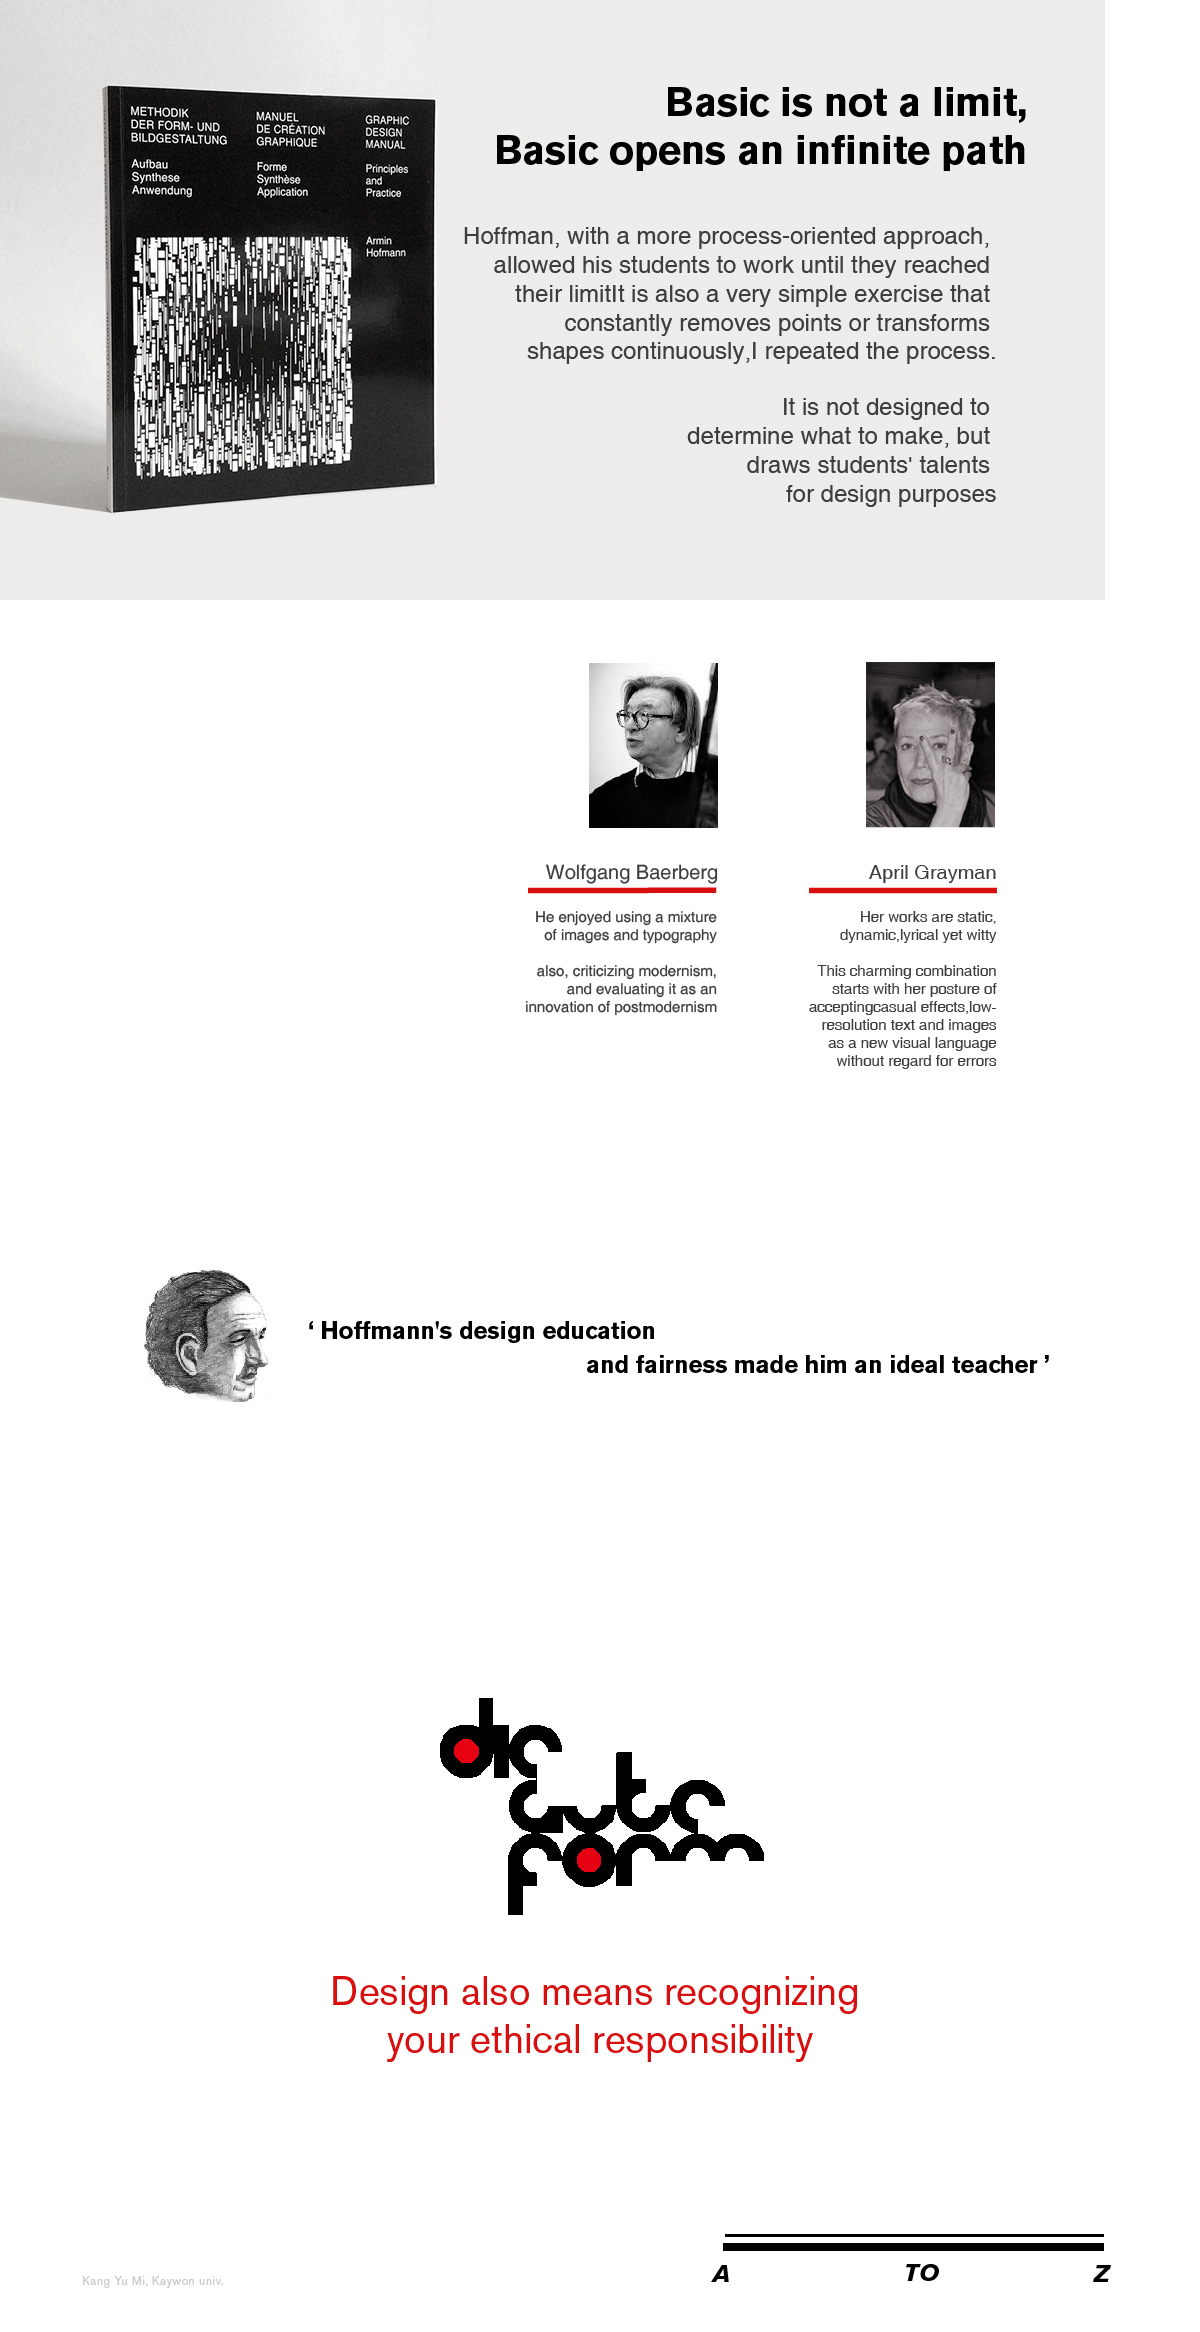 METHODIK
DER FORM- UND
BILDGESTALTUNG
Aufbau
Synthese
Anwendung
MANUEL
DE CRÉATION
GRAPHIQUE
Forme
Synthèse
Application
GRAPHIC
DESIGN
MANUAL
Principles
and
Practice
Armin
Hofmann
Basic is not a limit,
Basic opens an infinite path
Hoffman, with a more process-oriented approach,
allowed his students to work until they reached
their limitIt is also a very simple exercise that
constantly removes points or transforms
shapes continuously,I repeated the process.
It is not designed to
determine what to make, but
draws students' talents
for design purposes
Wolfgang Baerberg
He enjoyed using a mixture
of images and typography
also, criticizing modernism,
and evaluating it as an
innovation of postmodernism
April Grayman
Her works are static,
dynamic,lyrical yet witty
This charming combination
starts with her posture of
acceptingcasual effects,low-
resolution text and images
as a new visual language
without regard for errors
‘ Hoffmann's design education
and fairness made him an ideal teacher ’
die
gute
form
Design also means recognizing
your ethical responsibility
Kang Yu Mi, Kaywon univ.
A TO Z